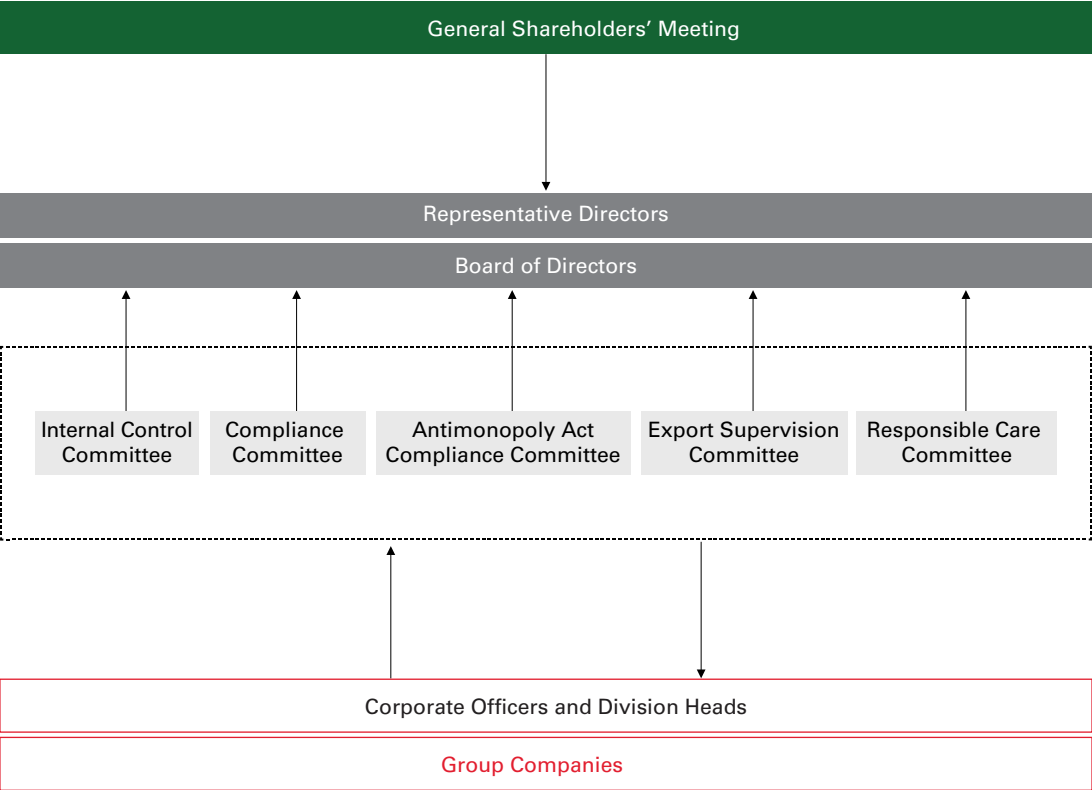 General Shareholders’ Meeting
Representative Directors
Board of Directors
Internal Control
Committee
Compliance
Committee
Antimonopoly Act
Compliance Committee
Export Supervision
Committee
Responsible Care
Committee
Corporate Officers and Division Heads
Group Companies